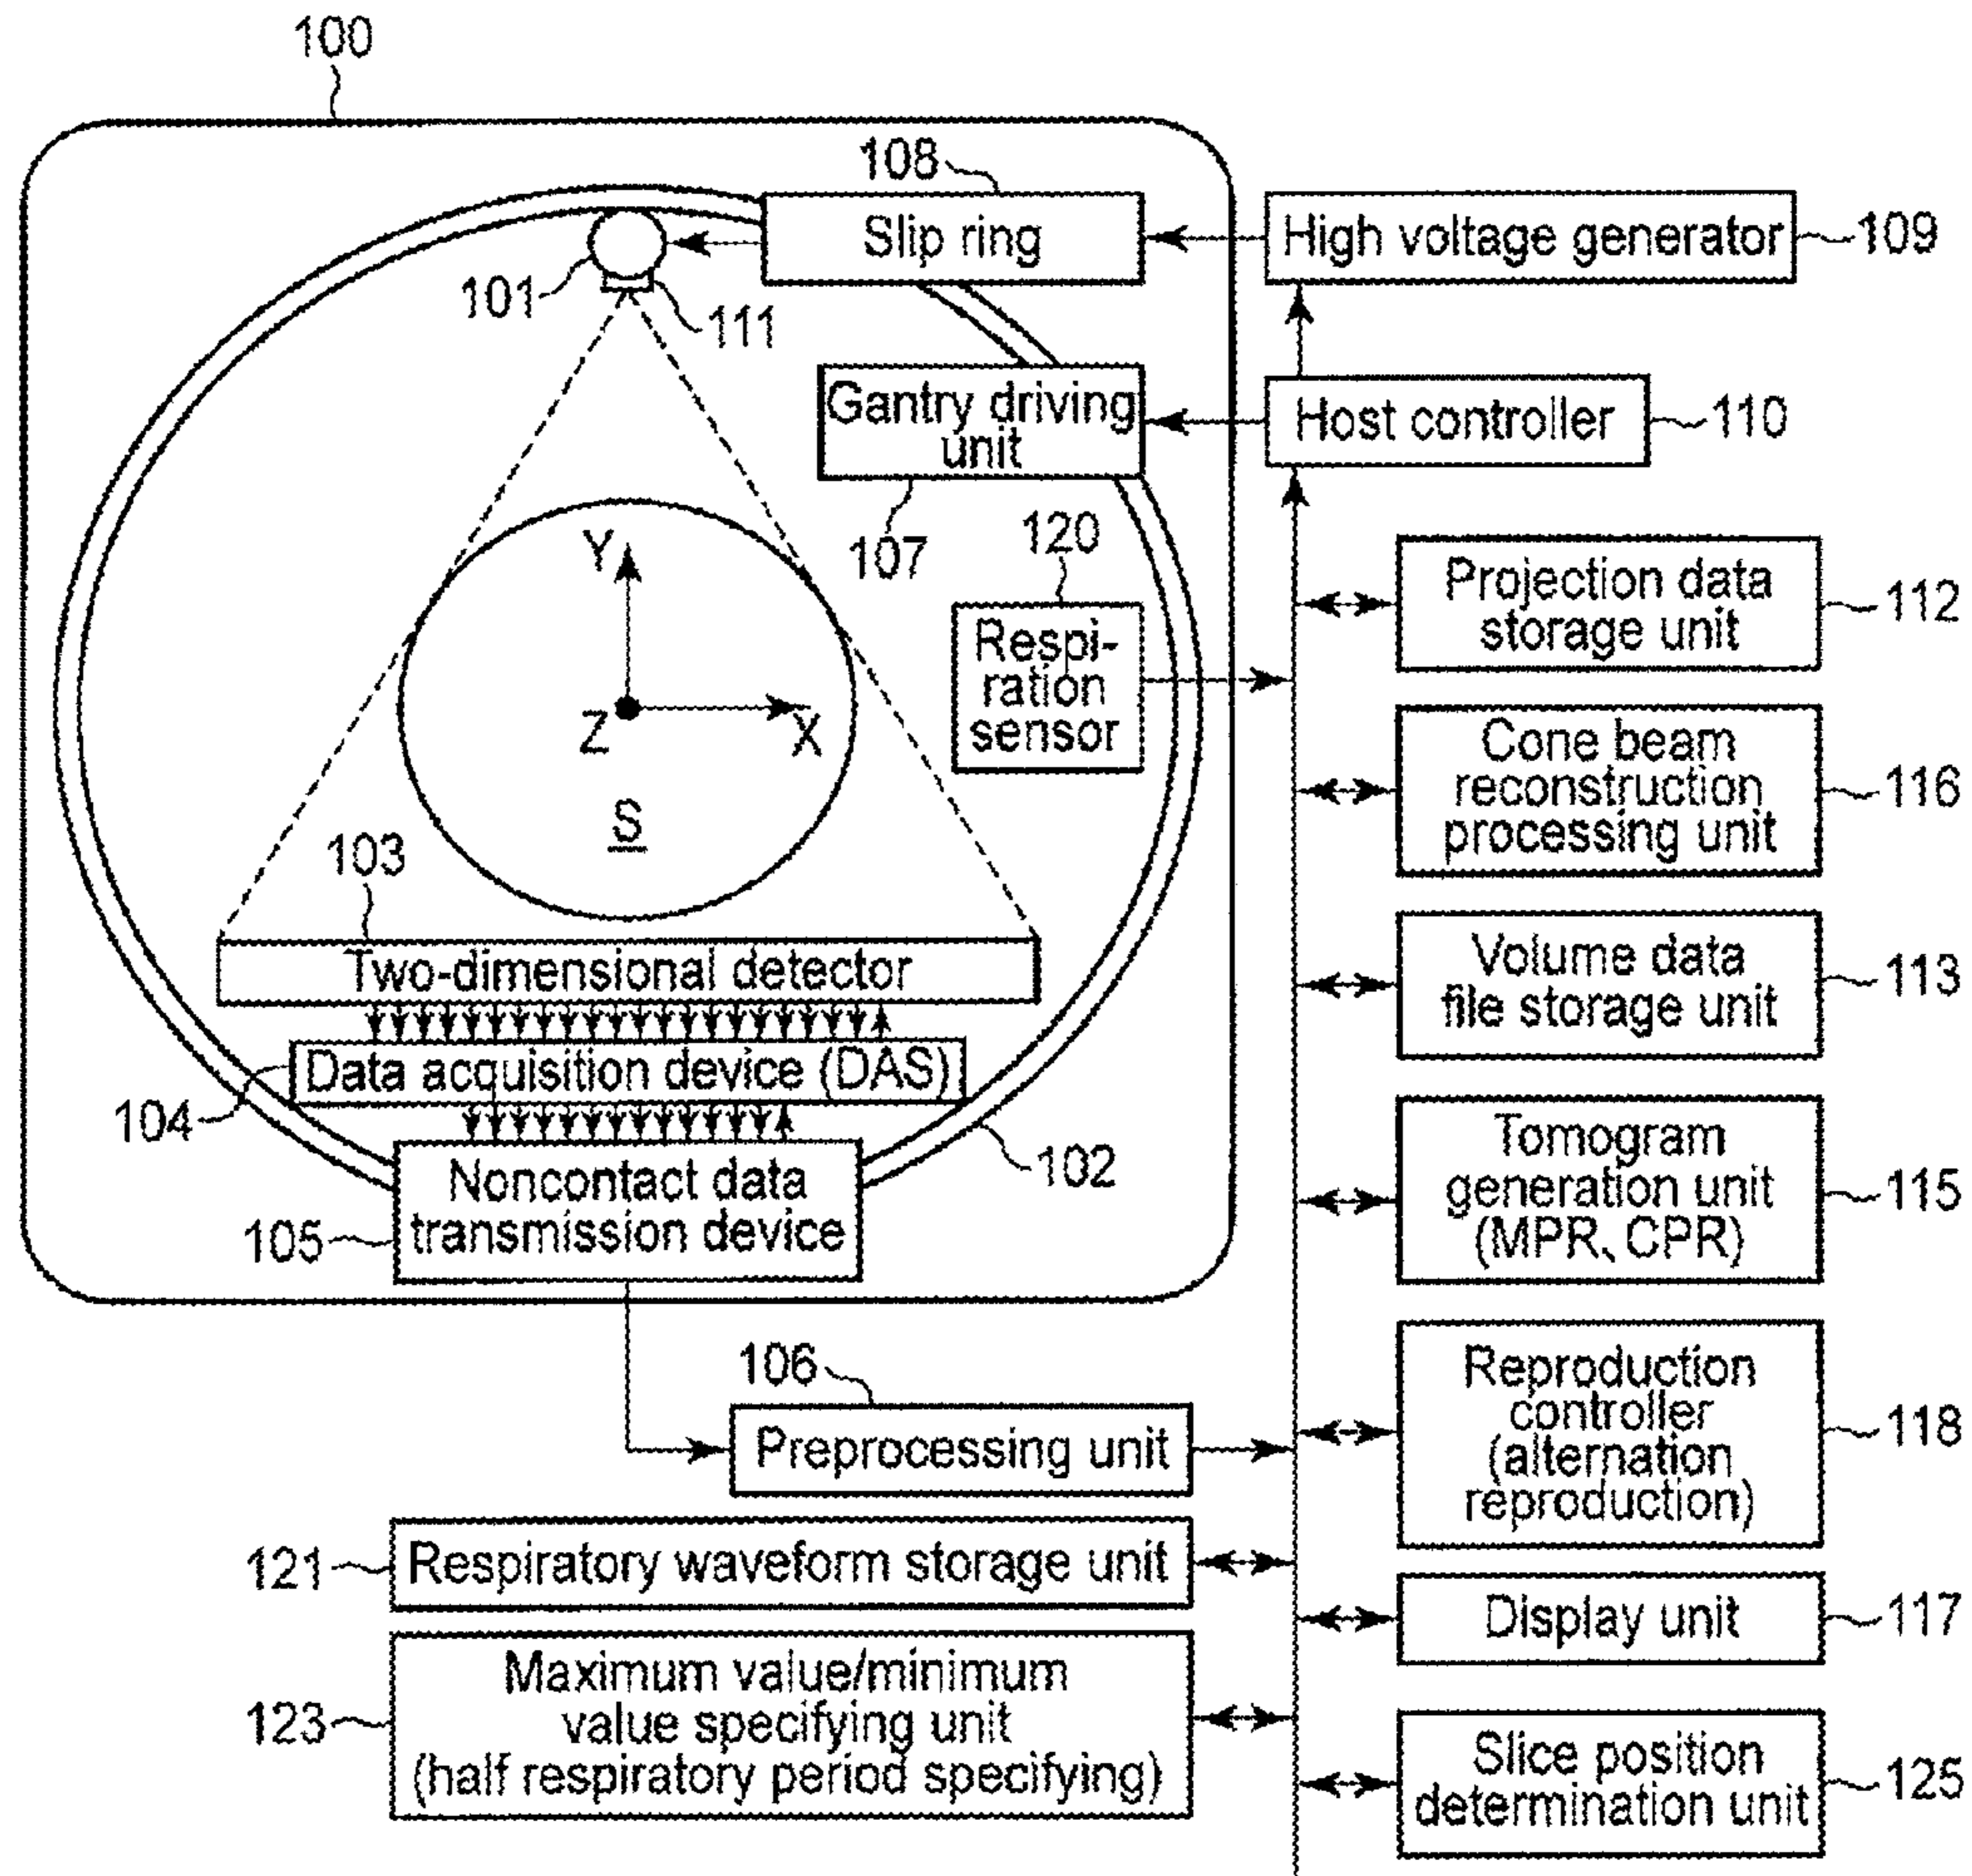 100
108
Slip ring
High voltage generator
109
101
111
Gantry driving
unit
Host controller
110
107
120
Y
Z
X
S
Respi-
ration
sensor
Projection data
storage unit
112
Cone beam
reconstruction
processing unit
116
103
Two-dimensional detector
Volume data
file storage unit
113
Data acquisition device (DAS)
104
102
Noncontact data
transmission device
105
Tomogram
generation unit
(MPR、CPR)
115
106
Preprocessing unit
Reproduction
controller
(alternation
reproduction)
118
121
Respiratory waveform storage unit
Display unit
117
Maximum value/minimum
value specifying unit
(half respiratory period specifying)
123
Slice position
determination unit
125